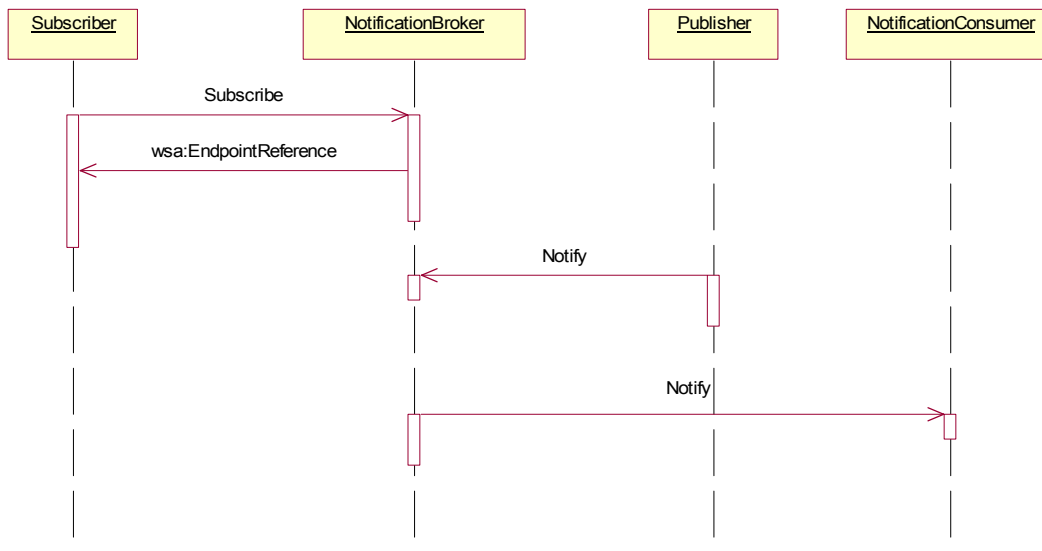 Subscriber
NotificationBroker
Publisher
NotificationConsumer
Subscribe
wsa:EndpointReference
Notify
Notify